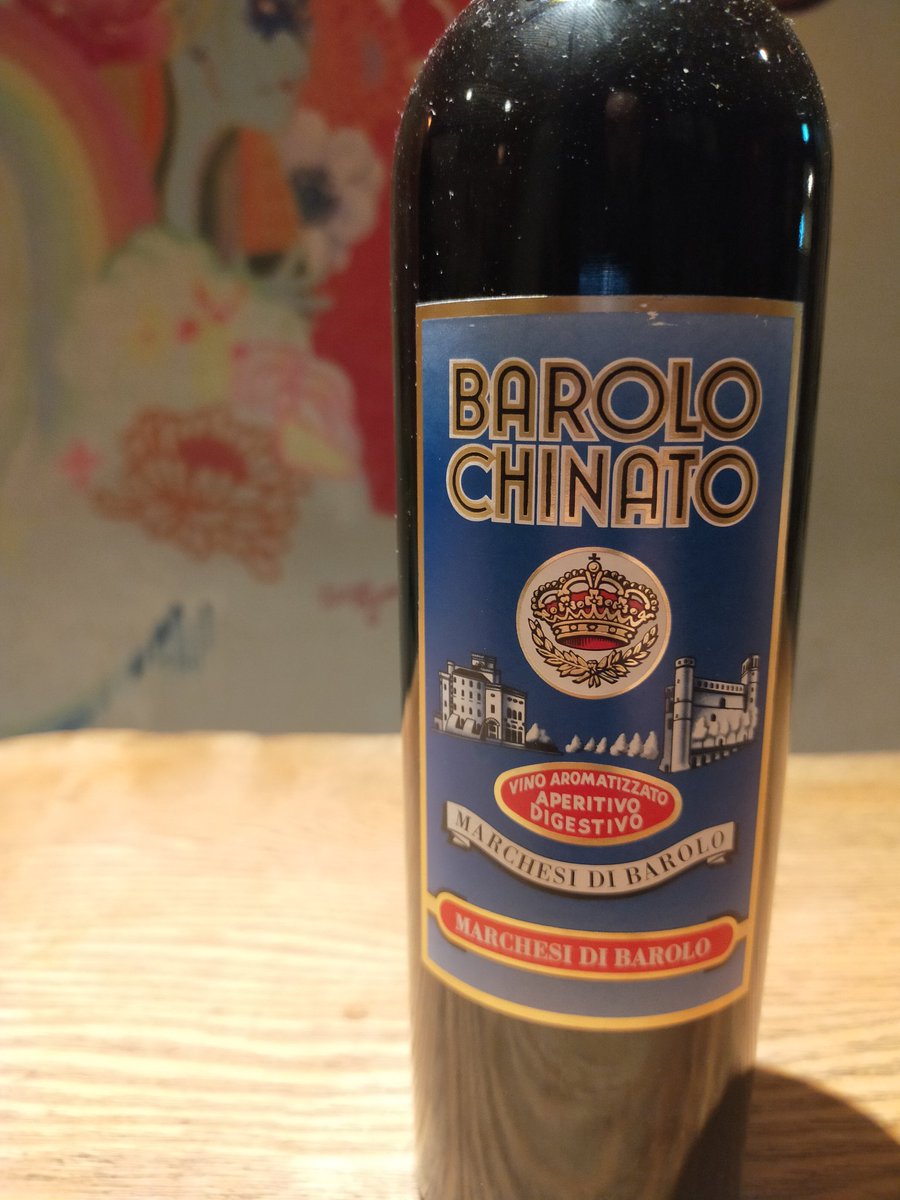 BAROLO
CHINATO
VINO AROMATIZZATO
APERITIVO
DIGESTIVO
MARCHESI DI BAROLO
MARCHESI DI BAROLO